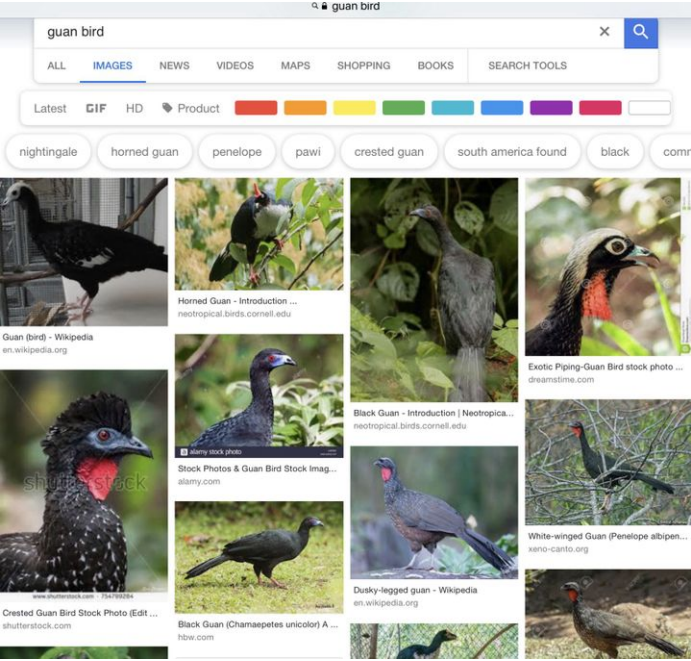 guan bird
guan bird
ALL IMAGES NEWS VIDEOS MAPS SHOPPING BOOKS SEARCH TOOLS
Latest GIF HD Product
nightingale horned guan penelope pawi crested guan south america found black comm
Guan (bird) - Wikipedia
en.wikipedia.org
shutterstock
www.shutterstock.com · 754799284
Crested Guan Bird Stock Photo (Edit ...
shutterstock.com
Horned Guan - Introduction ...
neotropical.birds.cornell.edu
alamy stock photo
Stock Photos & Guan Bird Stock Imag...
alamy.com
Black Guan (Chamaepetes unicolor) A ...
hbw.com
Black Guan - Introduction | Neotropica...
neotropical.birds.cornell.edu
Dusky-legged guan - Wikipedia
en.wikipedia.org
Exotic Piping-Guan Bird stock photo ...
dreamstime.com
White-winged Guan (Penelope albipen...
xeno-canto.org